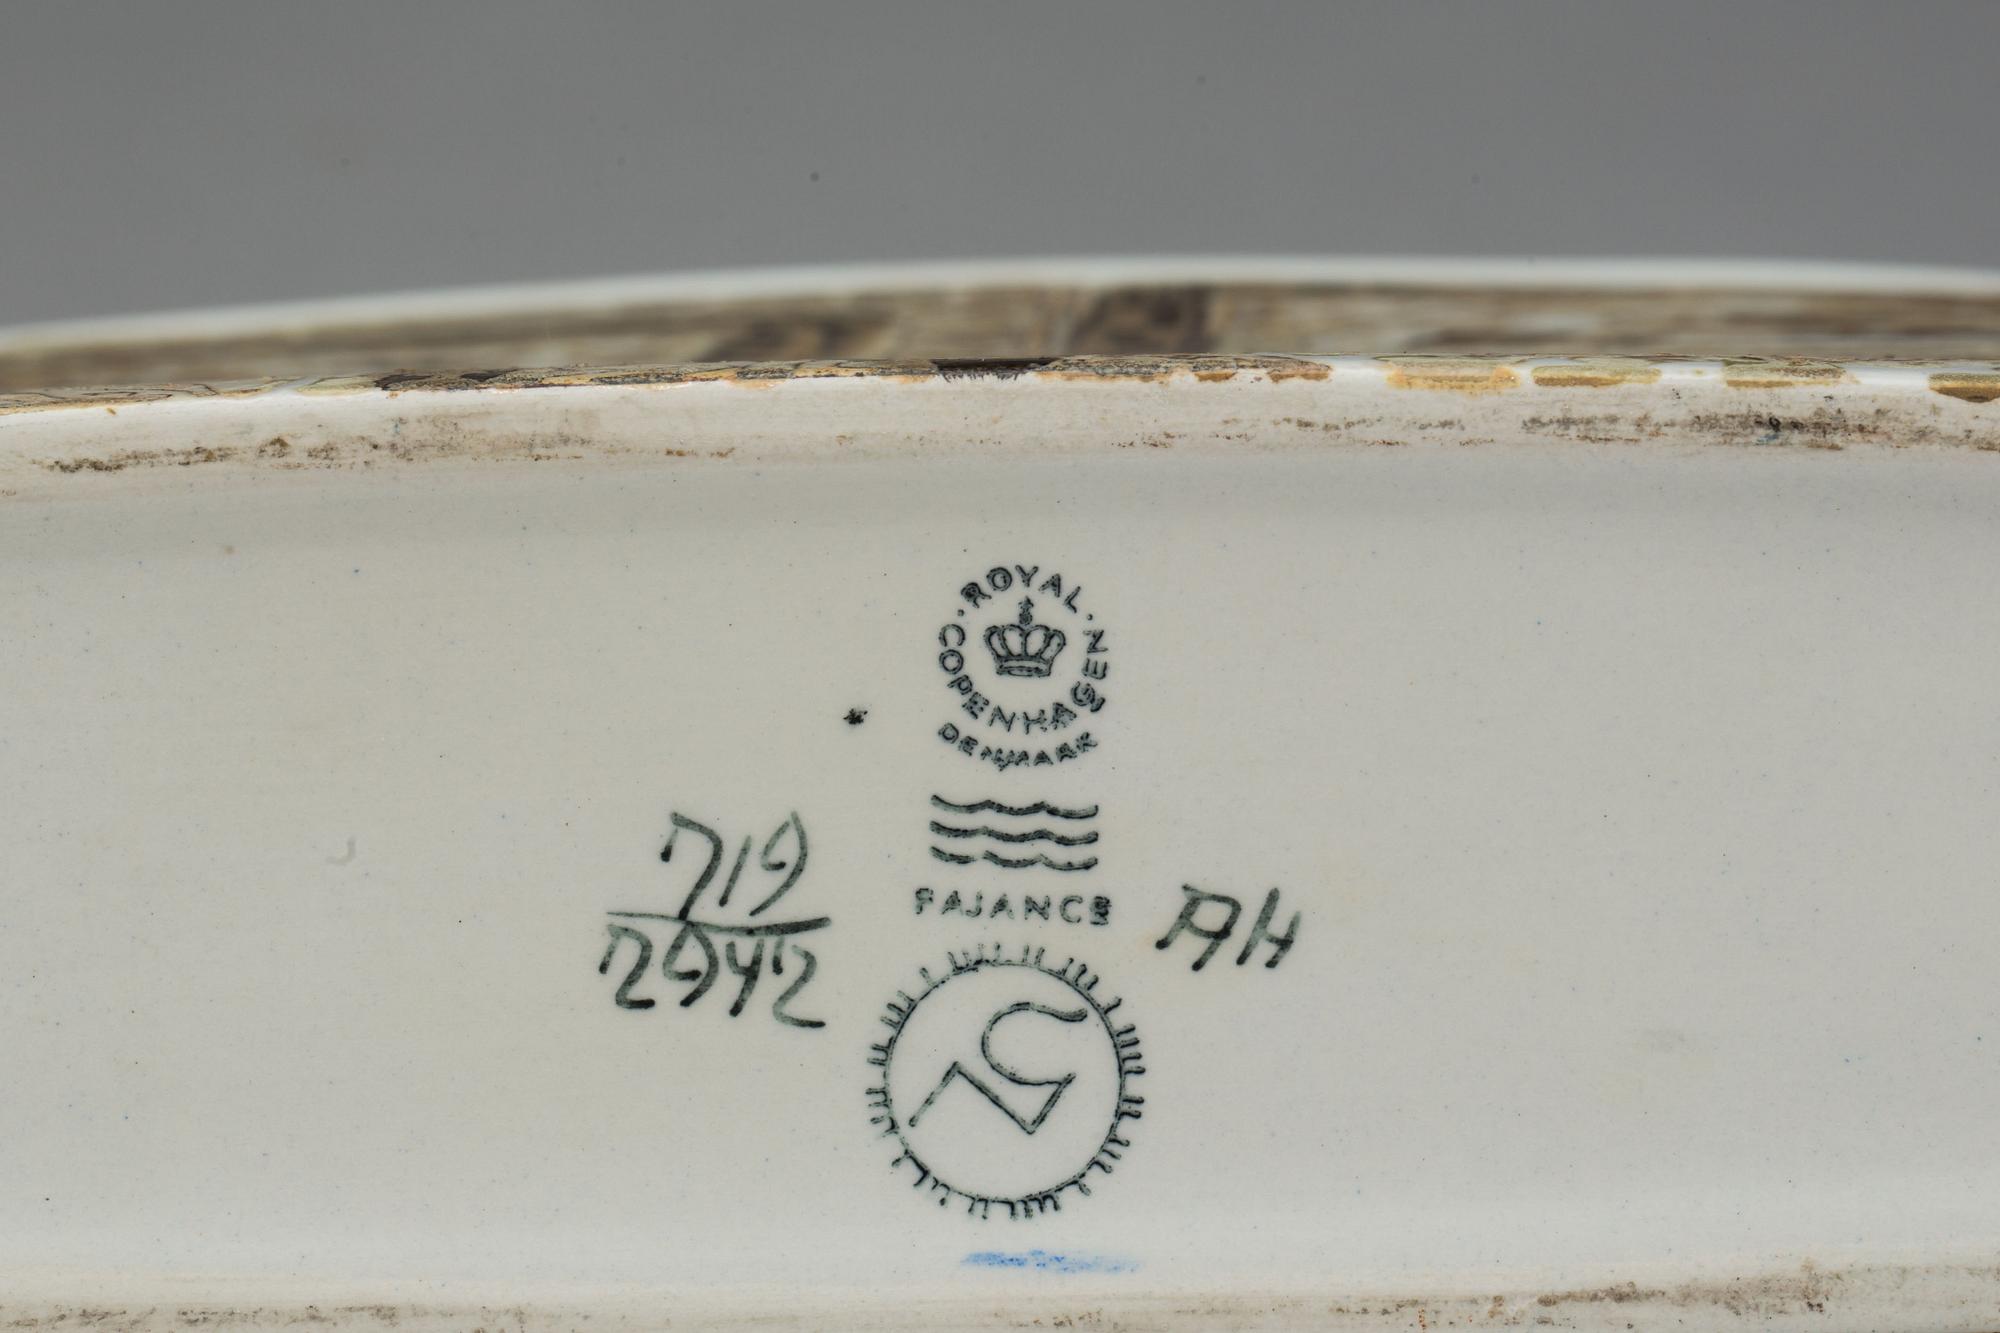 ROYAL
COPENHAGEN
DENMARK
719
2942
FAJANCE
AH